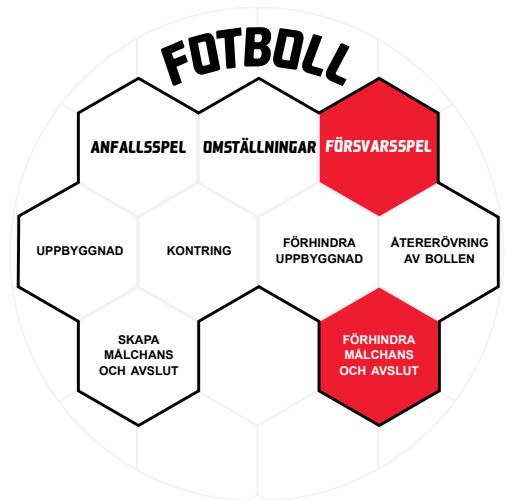 FOTBOLL
ANFALLSSPEL
OMSTÄLLNINGAR
FÖRSVARSSPEL
UPPBYGGNAD
KONTRING
FÖRHINDRA
UPPBYGGNAD
ÅTERERÖVRING
AV BOLLEN
SKAPA
MÅLCHANS
OCH AVSLUT
FÖRHINDRA
MÅLCHANS
OCH AVSLUT